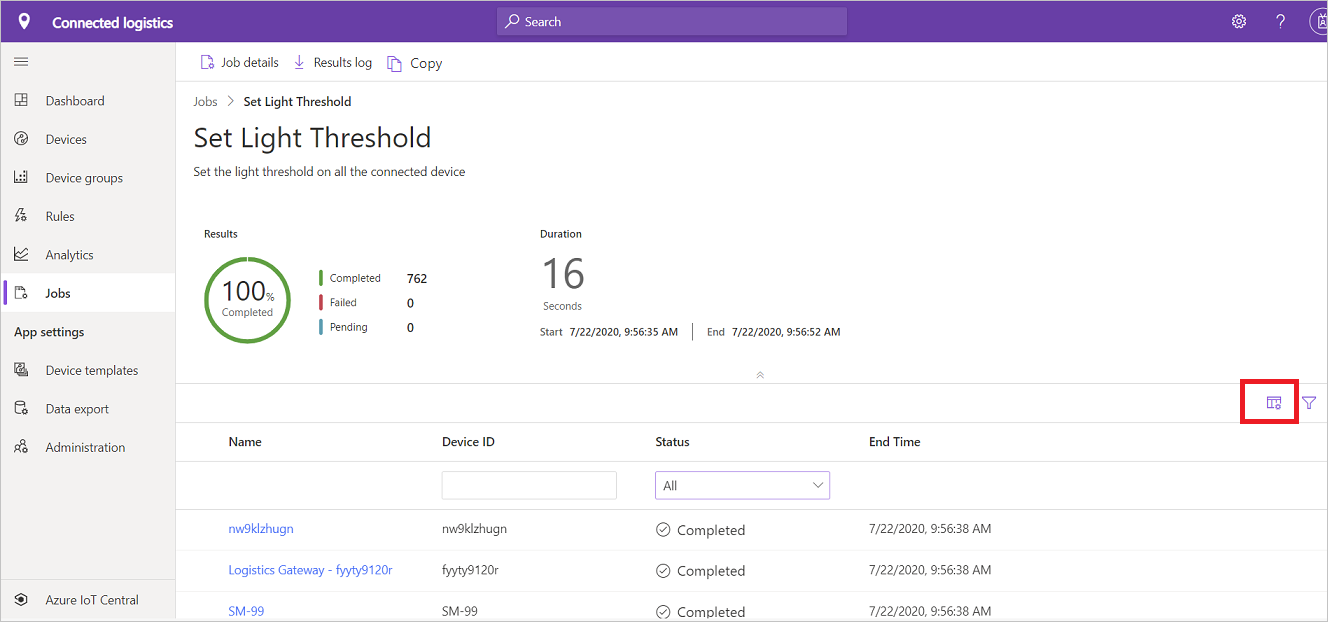 Connected logistics
Search
?
Job details
Results log
Copy
Dashboard
Devices
Device groups
Rules
Analytics
Jobs
App settings
Device templates
Data export
Administration
Azure IoT Central
Jobs > Set Light Threshold
Set Light Threshold
Set the light threshold on all the connected device
Results
100%
Completed
Completed 762
Failed 0
Pending 0
Duration
16
Seconds
Start 7/22/2020, 9:56:35 AM | End 7/22/2020, 9:56:52 AM
Name Device ID Status End Time
All
nw9klzhugn nw9klzhugn Completed 7/22/2020, 9:56:38 AM
Logistics Gateway - fyyty9120r fyyty9120r Completed 7/22/2020, 9:56:38 AM
SM-99 SM-99 Completed 7/22/2020, 9:56:38 AM